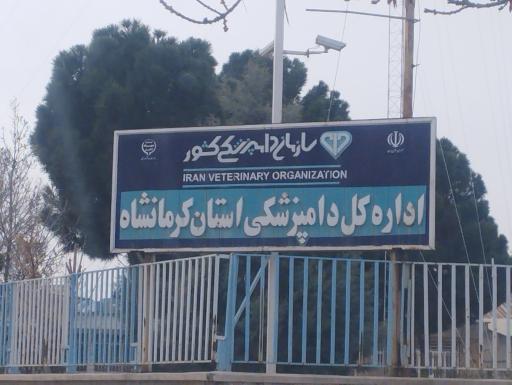 سازمان دامپزشکی کشور
IRAN VETERINARY ORGANIZATION
اداره کل دامپزشکی استان کرمانشاه